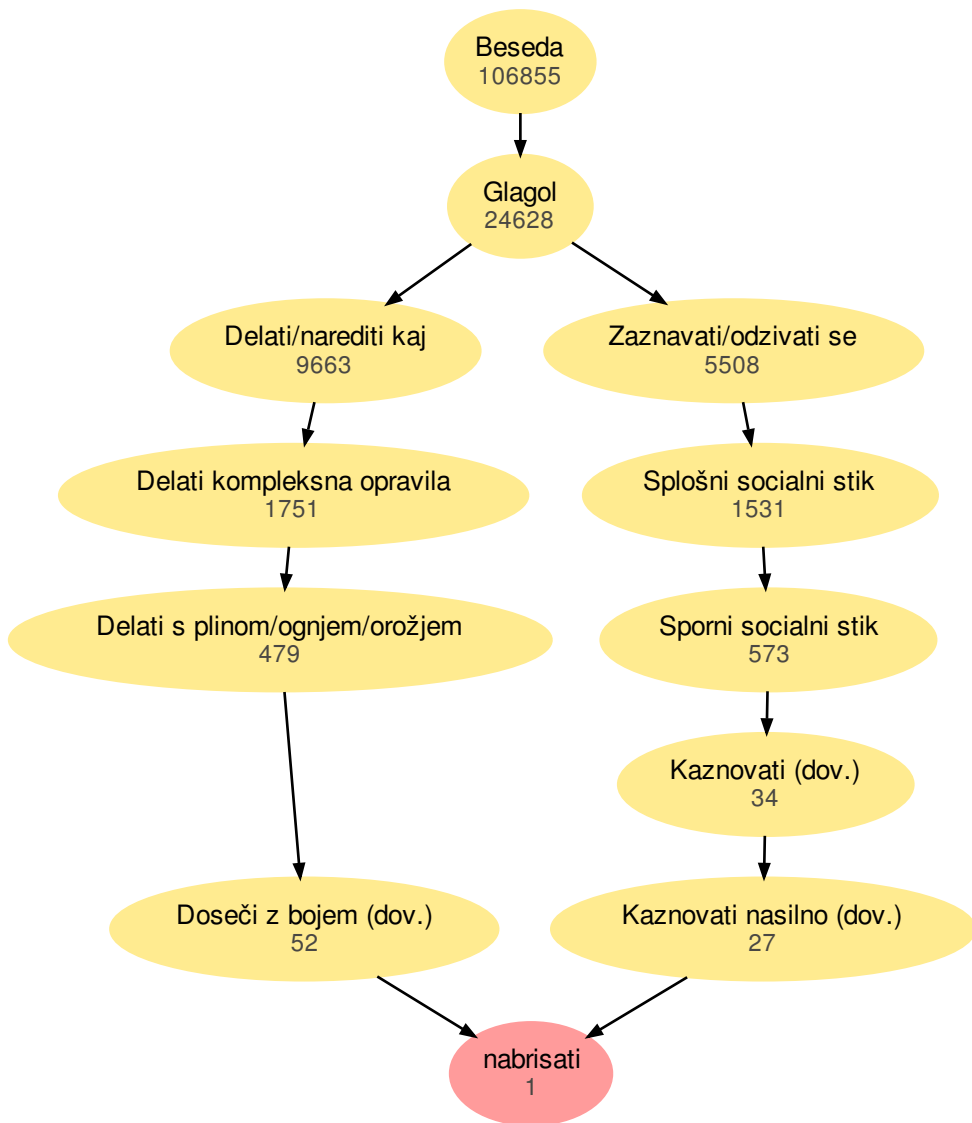 Beseda
106855
Glagol
24628
Delati/narediti kaj
9663
Zaznavati/odzivati se
5508
Delati kompleksna opravila
1751
Splošni socialni stik
1531
Delati s plinom/ognjem/orožjem
479
Sporni socialni stik
573
Kaznovati (dov.)
34
Doseči z bojem (dov.)
52
Kaznovati nasilno (dov.)
27
nabrisati
1